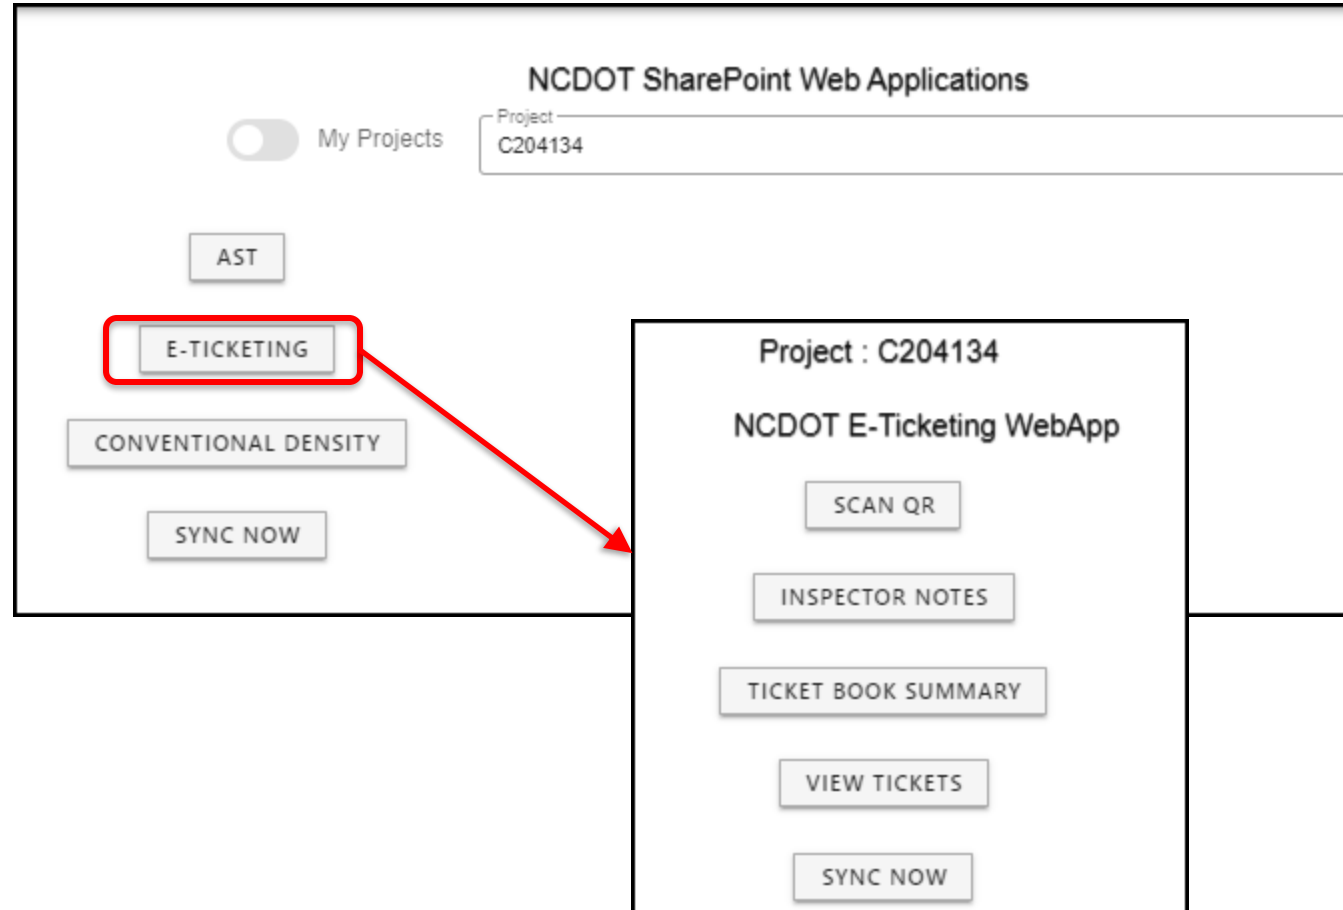 NCDOT SharePoint Web Applications
My Projects
Project
C204134
AST
E-TICKETING
CONVENTIONAL DENSITY
SYNC NOW
Project : C204134
NCDOT E-Ticketing WebApp
SCAN QR
INSPECTOR NOTES
TICKET BOOK SUMMARY
VIEW TICKETS
SYNC NOW